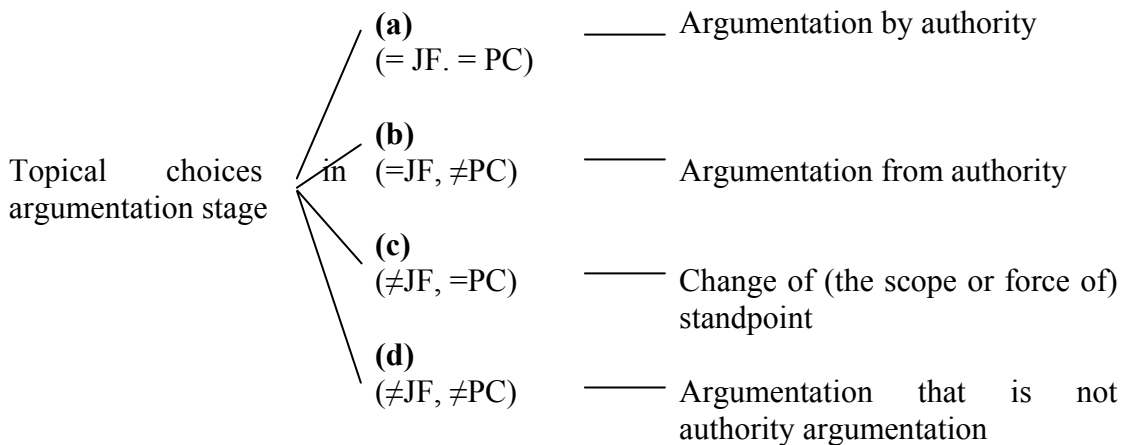 (a)
(= JF. = PC)
Argumentation by authority
(b)
(=JF, ≠PC)
Argumentation from authority
Topical choices in
argumentation stage
(c)
(≠JF, =PC)
Change of (the scope or force of)
standpoint
(d)
(≠JF, ≠PC)
Argumentation that is not
authority argumentation